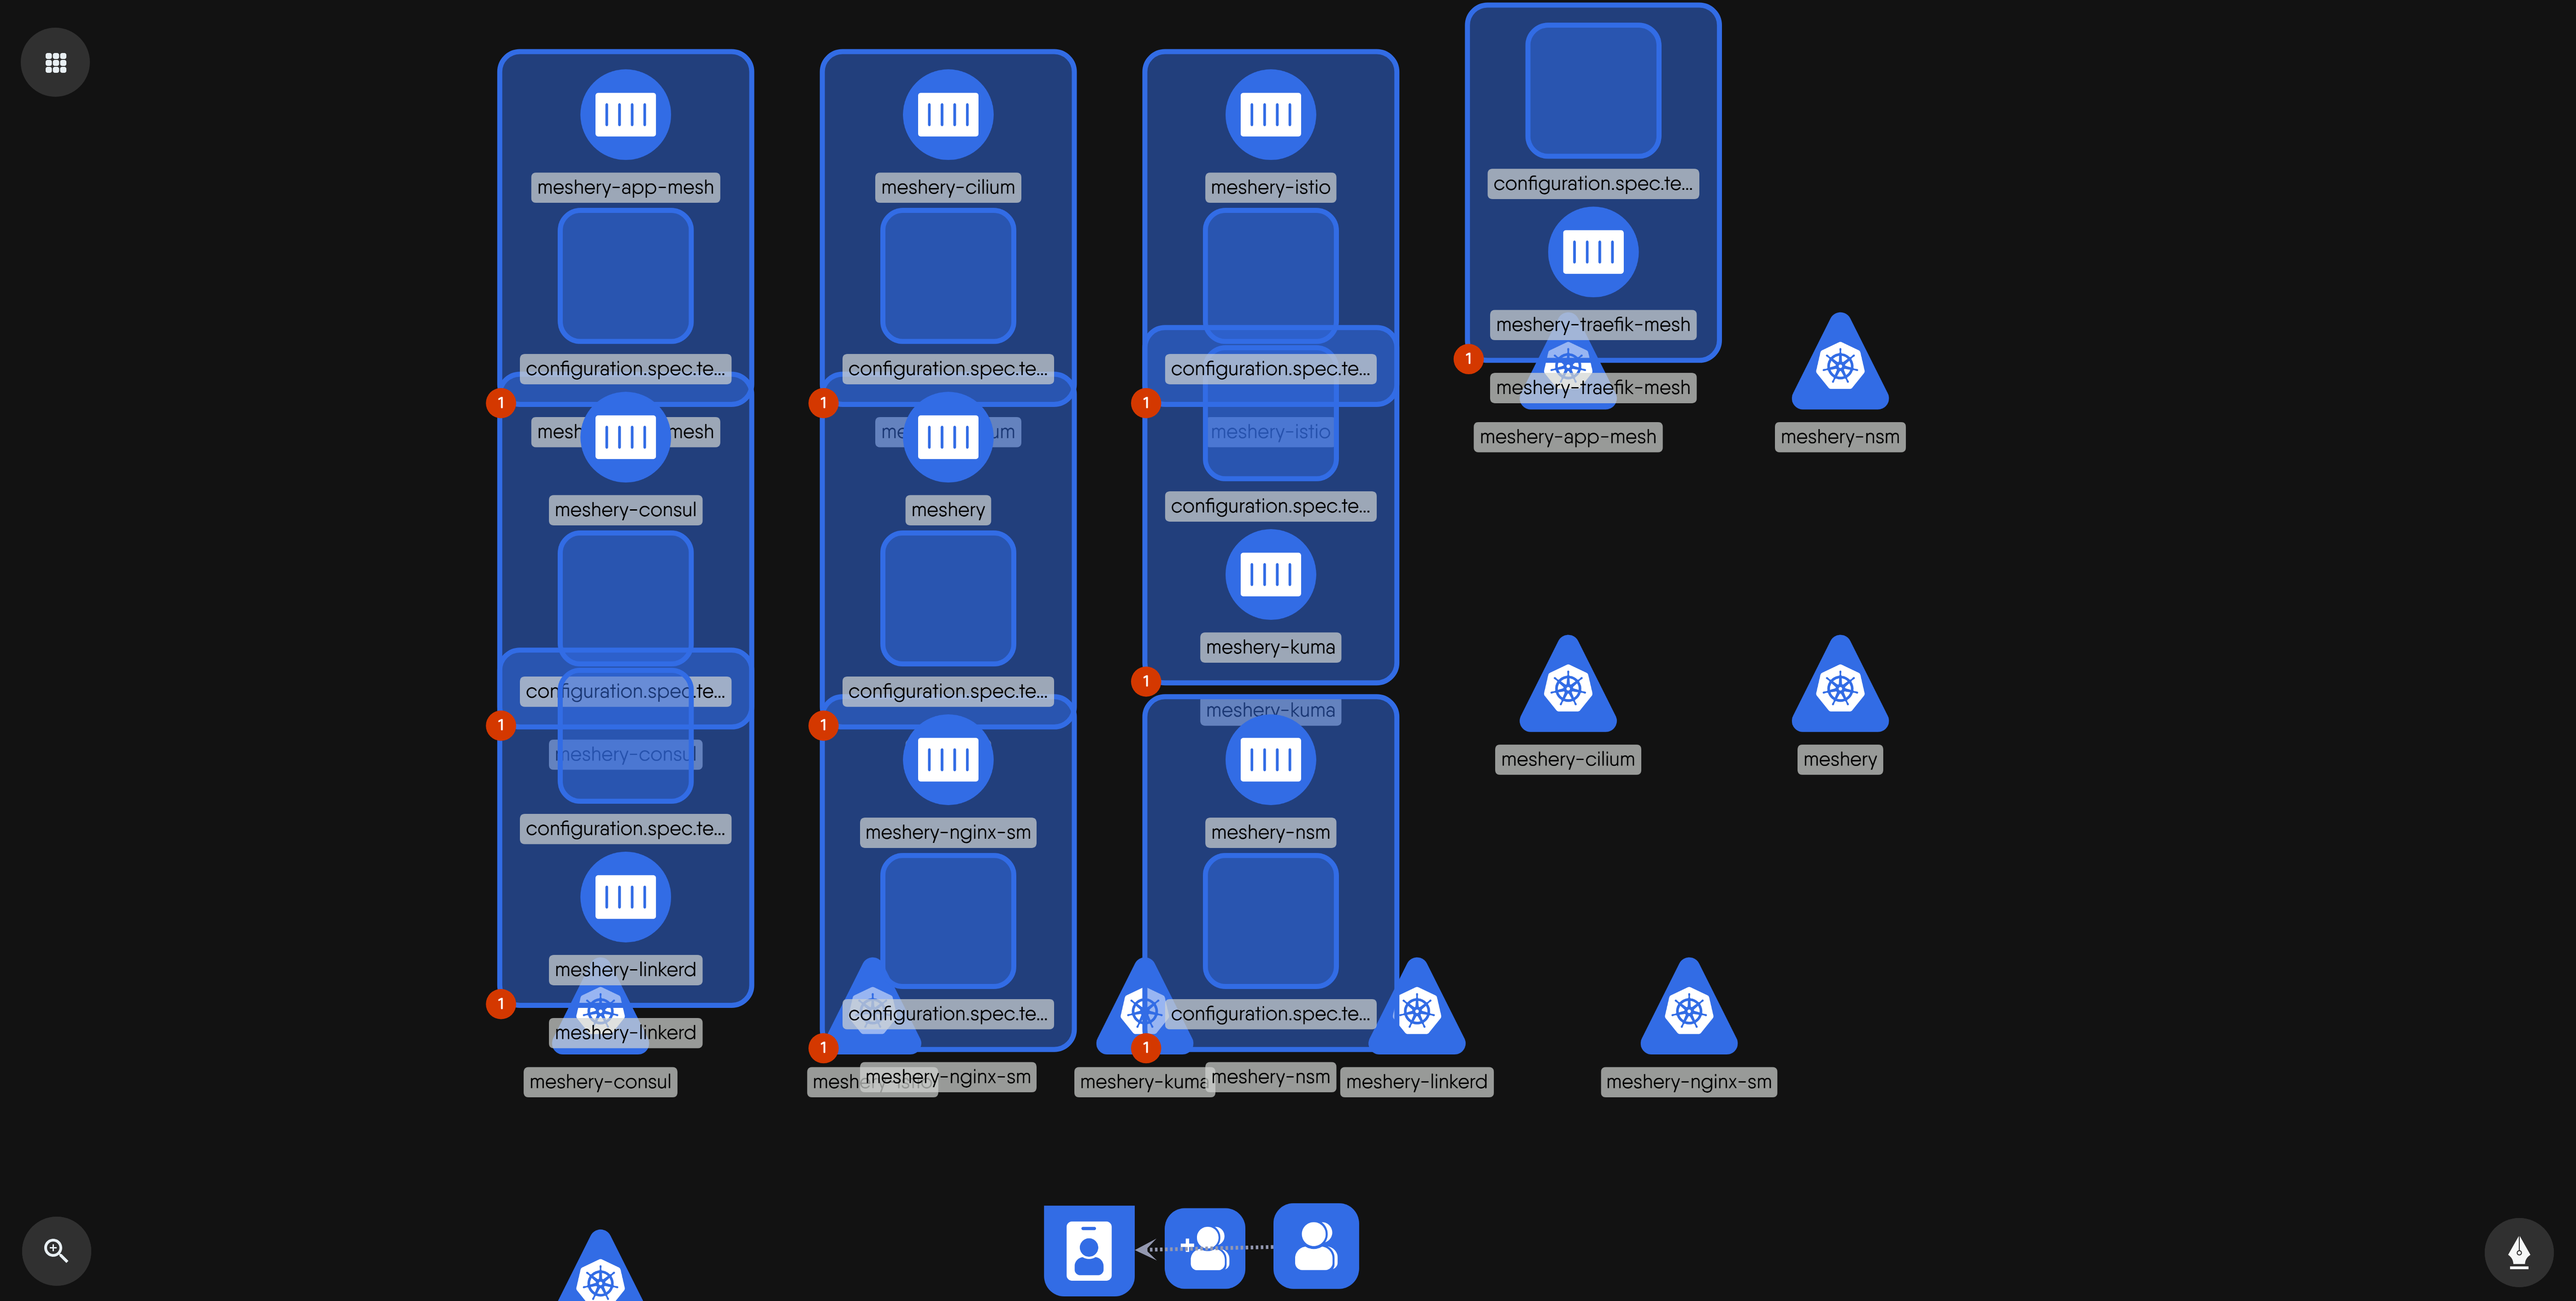 meshery-app-mesh
configuration.spec.te...
1
mesh mesh
meshery-consul
configuration.spec.te...
1
meshery-consul
configuration.spec.te...
meshery-linkerd
1
meshery-linkerd
meshery-consul
meshery-cilium
configuration.spec.te...
1
me um
meshery
configuration.spec.te...
1
meshery-nginx-sm
configuration.spec.te...
1
meshery-nginx-sm
meshery-istio
configuration.spec.te...
1
meshery-istio
configuration.spec.te...
meshery-kuma
1
meshery-kuma
meshery-nsm
configuration.spec.te...
1
meshery-kuma
meshery-nsm
meshery-linkerd
configuration.spec.te...
meshery-traefik-mesh
1
meshery-traefik-mesh
meshery-app-mesh
meshery-nsm
meshery-cilium
meshery
meshery-nginx-sm